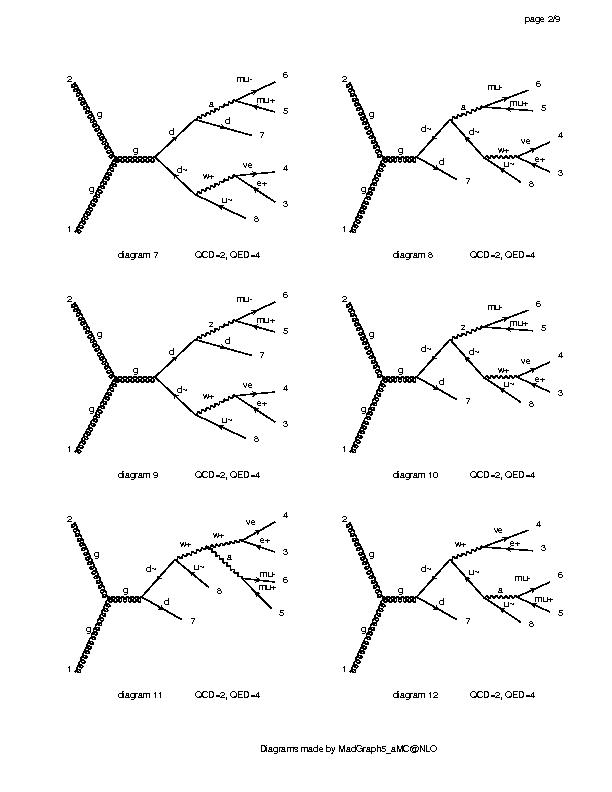 page 2/9
2 g g 1 g d d~ a mu- 6 mu+ 5 d 7 w+ ve 4 e+ 3 u~ 8
diagram 7 QCD=2, QED=4
2 g g 1 g d~ d 7 a mu- 6 mu+ 5 d~ w+ ve 4 e+ 3 u~ 8
diagram 8 QCD=2, QED=4
2 g g 1 g d d~ z mu- 6 mu+ 5 d 7 w+ ve 4 e+ 3 u~ 8
diagram 9 QCD=2, QED=4
2 g g 1 g d~ d 7 z mu- 6 mu+ 5 d~ w+ ve 4 e+ 3 u~ 8
diagram 10 QCD=2, QED=4
2 g g 1 g d~ d 7 w+ w+ ve 4 e+ 3 a mu- 6 mu+ 5 u~ 8
diagram 11 QCD=2, QED=4
2 g g 1 g d~ d 7 w+ ve 4 e+ 3 u~ a mu- 6 mu+ 5 u~ 8
diagram 12 QCD=2, QED=4
Diagrams made by MadGraph5_aMC@NLO